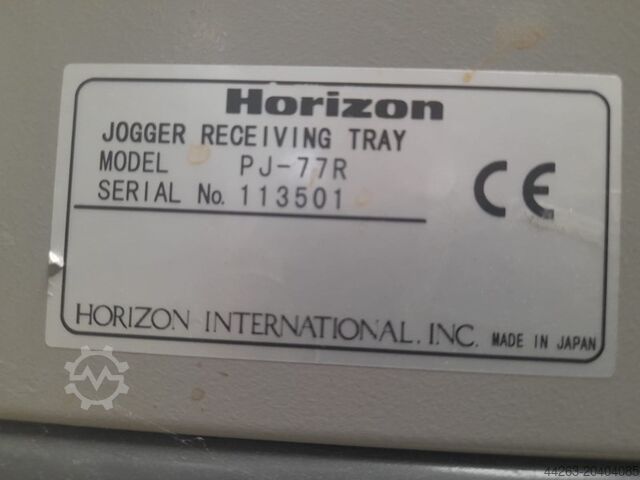 Horizon
JOGGER RECEIVING TRAY
MODEL PJ-77R
SERIAL No. 113501
CE
HORIZON INTERNATIONAL. INC. MADE IN JAPAN
44263-20404085